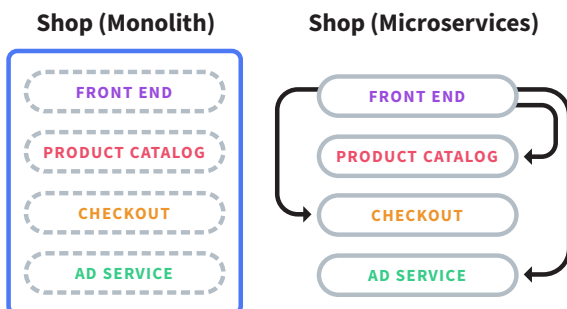 Shop (Monolith)
FRONT END
PRODUCT CATALOG
CHECKOUT
AD SERVICE
Shop (Microservices)
FRONT END
PRODUCT CATALOG
CHECKOUT
AD SERVICE